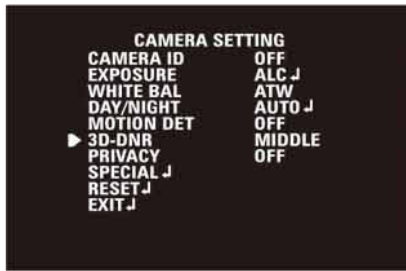 CAMERA SETTING
CAMERA ID OFF
EXPOSURE ALC↲
WHITE BAL ATW
DAY/NIGHT AUTO↲
MOTION DET OFF
▶ 3D-DNR MIDDLE
PRIVACY OFF
SPECIAL↲
RESET↲
EXIT↲